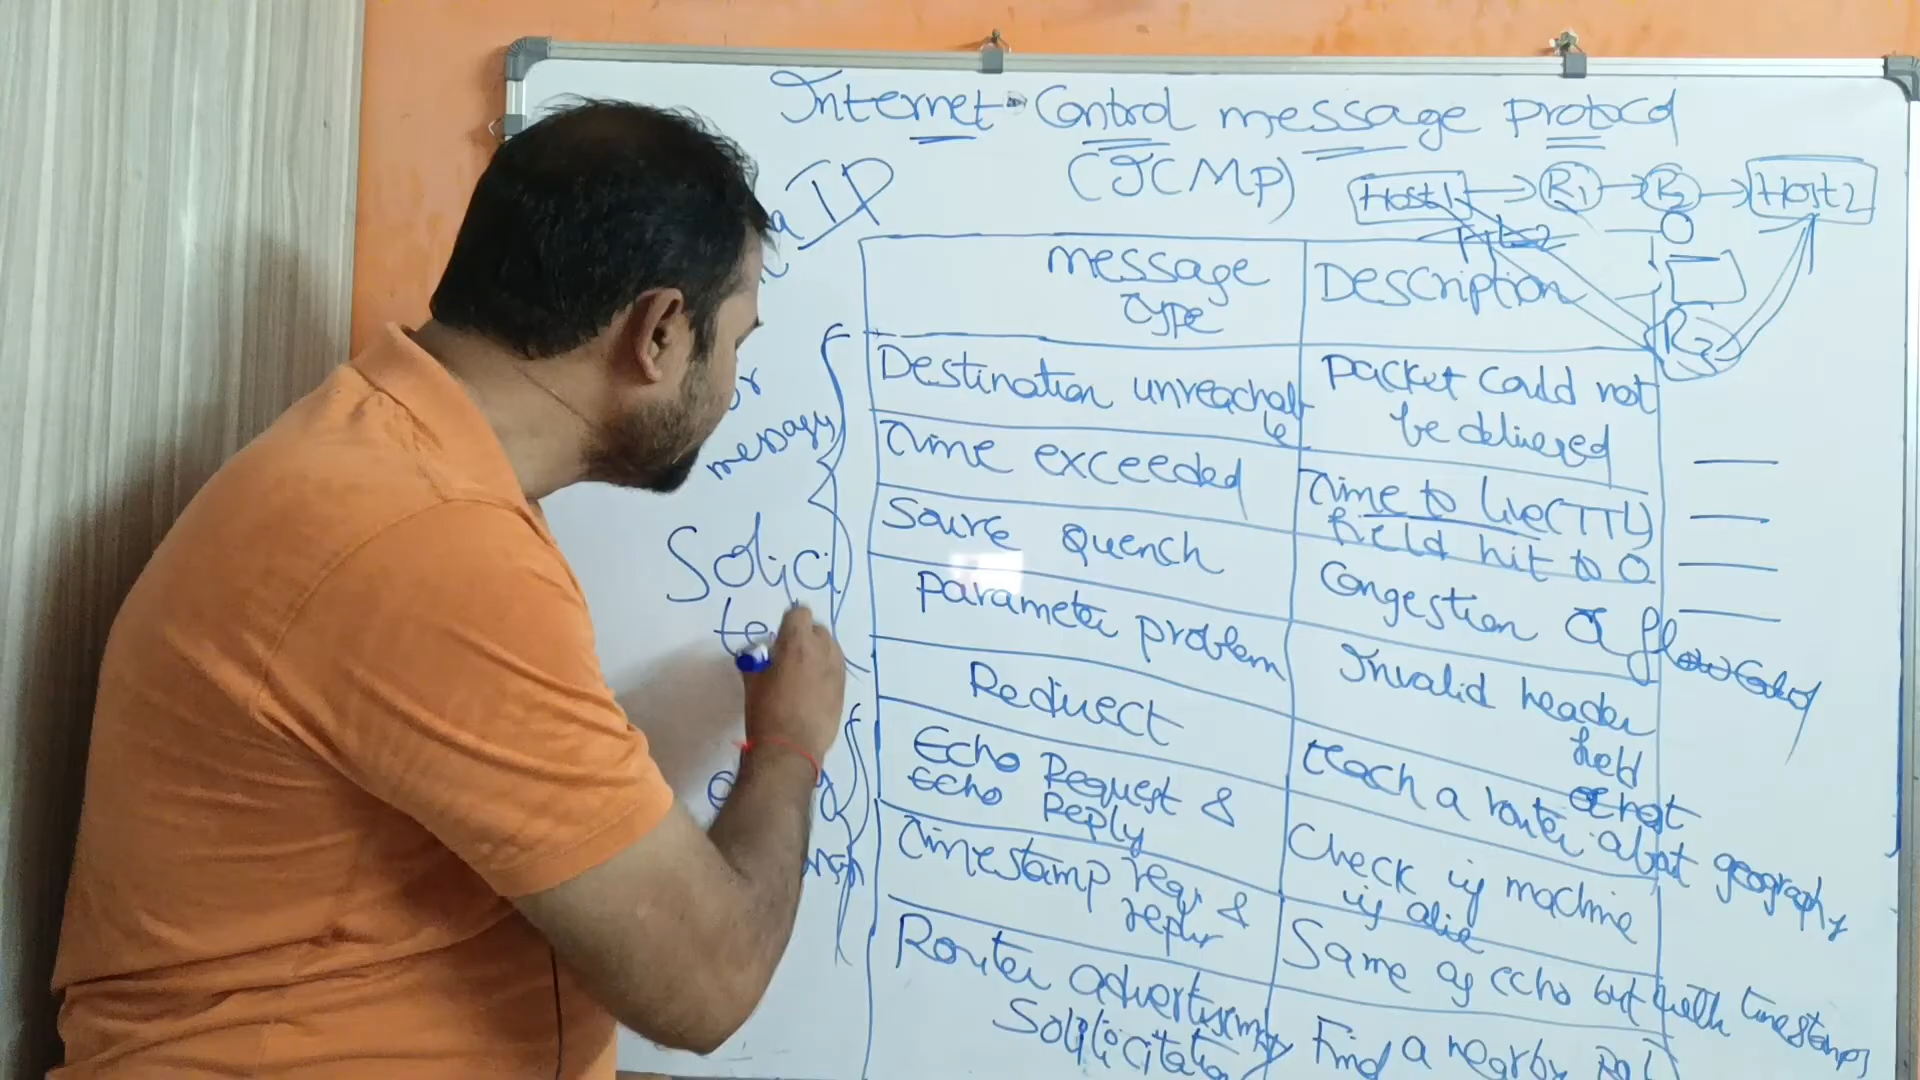 Internet Control message protocol
(ICMP)
IP
Host1 R1 R2 Host2
R3
message type
Description
Destination unreachable
packet could not be delivered
Time exceeded
Time to live(TTL) field hit to 0
Source quench
Congestion & flow control
parameter problem
Invalid header field
Redirect
teach a router about geography
Echo Request &
Echo Reply
Check if machine is alive
Timestamp req &
reply
Same as echo but with timestamps
Router advertisement/
Solicitation
Find a nearby
message
Solici